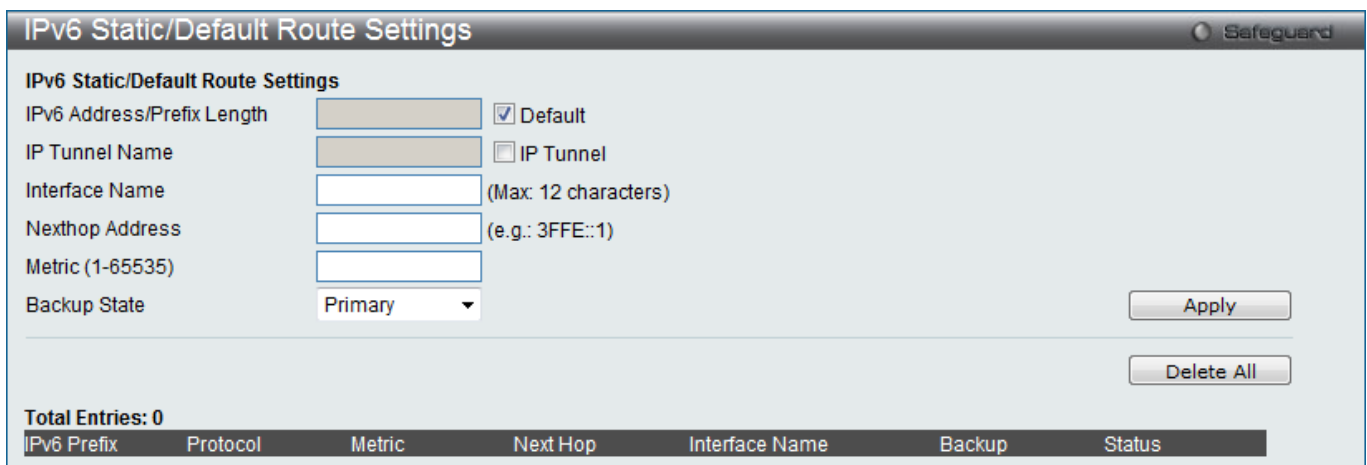 IPv6 Static/Default Route Settings
Safeguard
IPv6 Static/Default Route Settings
IPv6 Address/Prefix Length Default
IP Tunnel Name IP Tunnel
Interface Name (Max: 12 characters)
Nexthop Address (e.g.: 3FFE::1)
Metric (1-65535)
Backup State Primary Apply
Delete All
Total Entries: 0
IPv6 Prefix Protocol Metric Next Hop Interface Name Backup Status